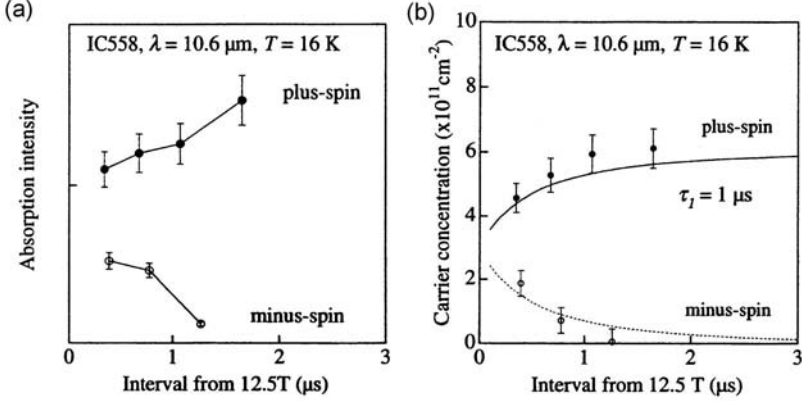 (a)
IC558, λ = 10.6 μm, T = 16 K
plus-spin
minus-spin
Absorption intensity
0 1 2 3
Interval from 12.5T (μs)
(b)
IC558, λ = 10.6 μm, T = 16 K
plus-spin
τ₁ = 1 μs
minus-spin
Carrier concentration (x10¹¹cm⁻²)
10
8
6
4
2
0
0 1 2 3
Interval from 12.5 T (μs)